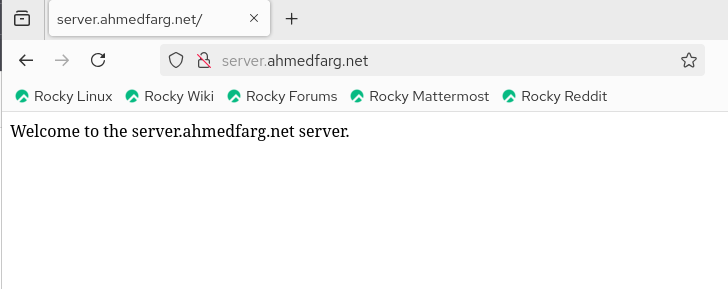 server.ahmedfarg.net/
server.ahmedfarg.net
Rocky Linux Rocky Wiki Rocky Forums Rocky Mattermost Rocky Reddit
Welcome to the server.ahmedfarg.net server.